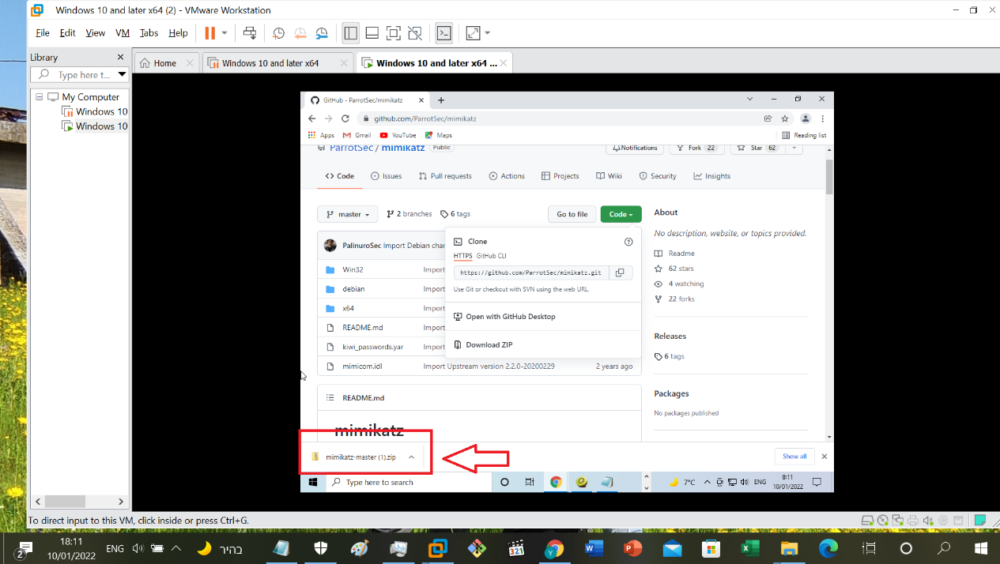 Windows 10 and later x64 (2) - VMware Workstation
File Edit View VM Tabs Help
Library
Type here t...
My Computer
Windows 10
Windows 10
Home
Windows 10 and later x64
Windows 10 and later x64 ...
GitHub - ParrotSec/mimikatz
github.com/ParrotSec/mimikatz
Apps Gmail YouTube Maps Reading list
ParrotSec / mimikatz Public
Notifications Fork 22 Star 62
Code Issues Pull requests Actions Projects Wiki Security Insights
master 2 branches 6 tags Go to file Code
PalinuroSec Import Debian char
Win32 Import
debian Import
x64 Import
README.md Import
kiwi_passwords.yar Import
mimicom.idl Import Upstream version 2.2.0-20200229 2 years ago
Clone
HTTPS GitHub CLI
https://github.com/ParrotSec/mimikatz.git
Use Git or checkout with SVN using the web URL.
Open with GitHub Desktop
Download ZIP
README.md
mimikatz
About
No description, website, or topics provided.
Readme
62 stars
4 watching
22 forks
Releases
6 tags
Packages
No packages published
mimikatz-master (1).zip
Show all
Type here to search
7°C
ENG
8:11
10/01/2022
To direct input to this VM, click inside or press Ctrl+G.
2
18:11
10/01/2022
ENG
בהיר
321